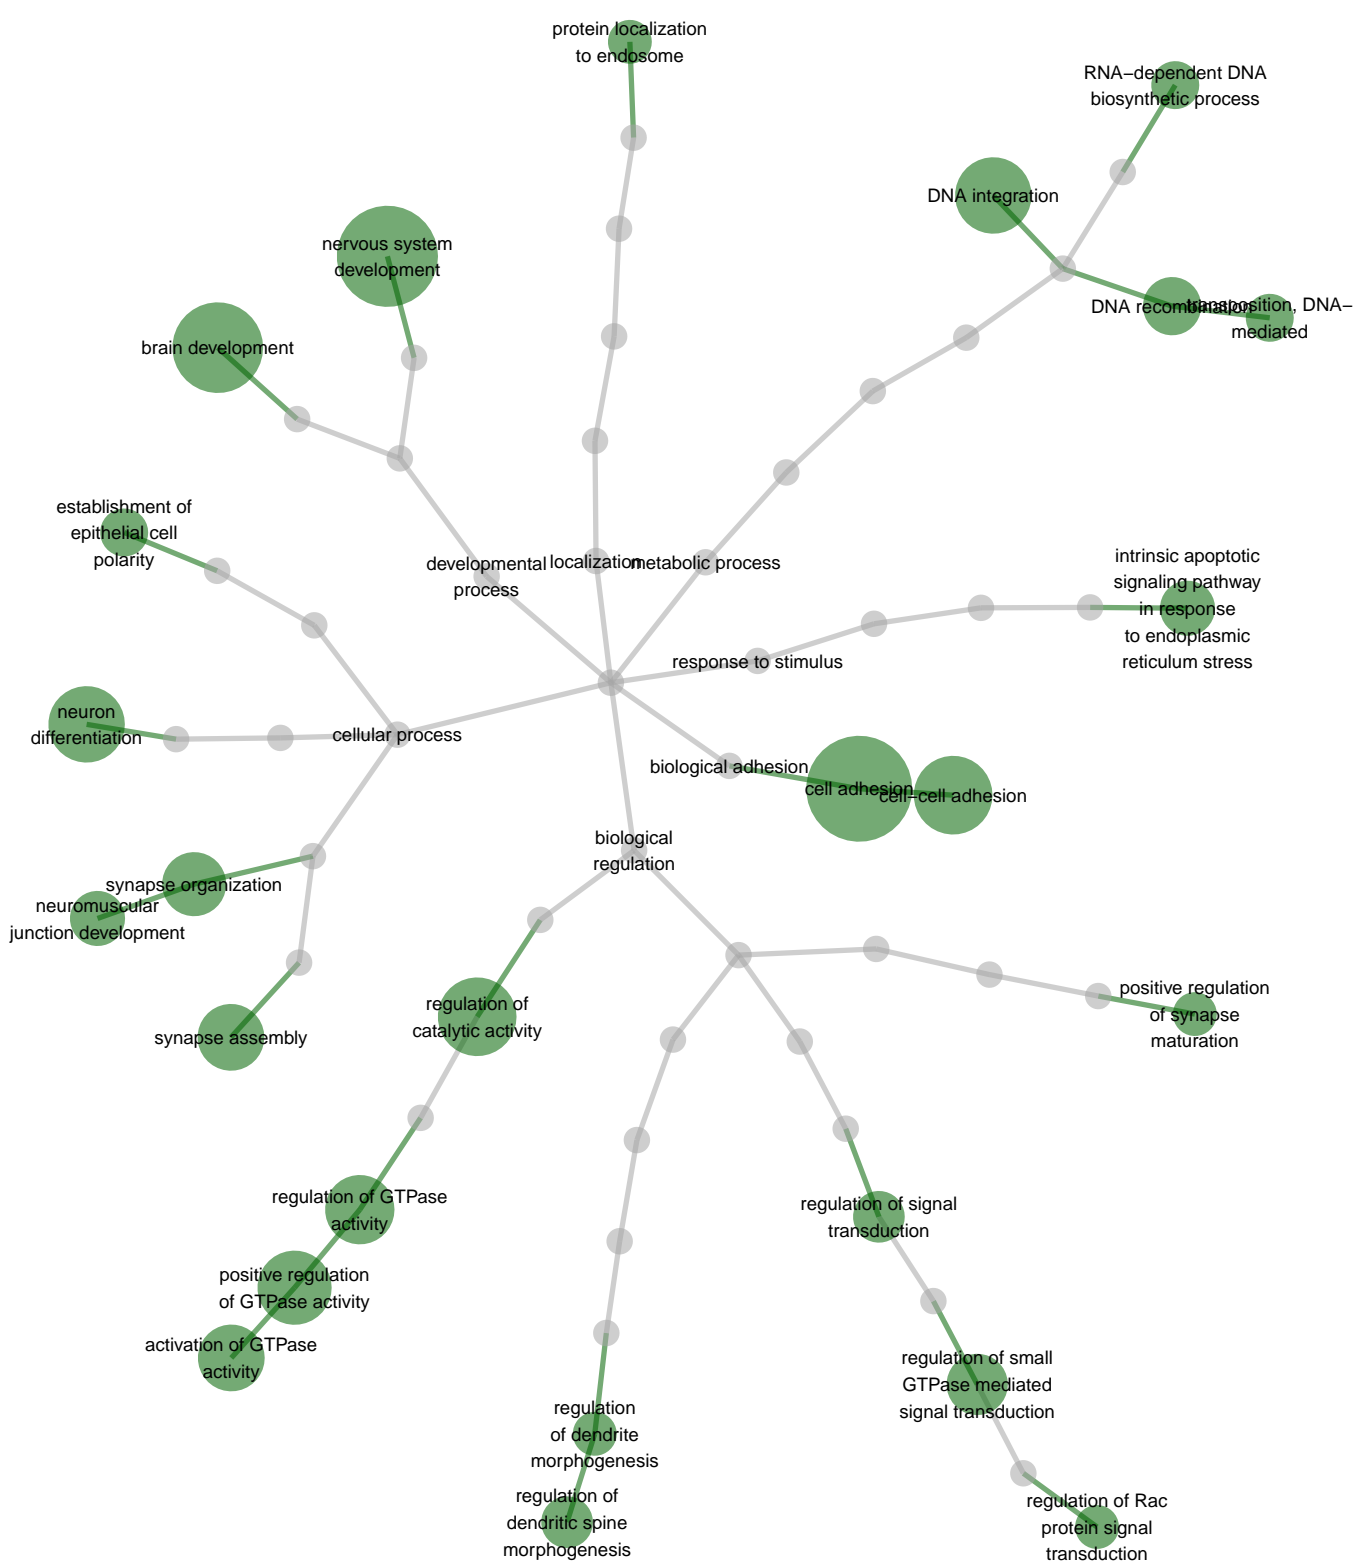 protein localization
to endosome
RNA−dependent DNA
biosynthetic process
DNA integration
nervous system
development
DNA recombination
transposition, DNA−
mediated
brain development
establishment of
epithelial cell
polarity
developmental
process
localization
metabolic process
intrinsic apoptotic
signaling pathway
in response
to endoplasmic
reticulum stress
response to stimulus
neuron
differentiation
cellular process
biological adhesion
cell adhesion
cell−cell adhesion
biological
regulation
synapse organization
neuromuscular
junction development
positive regulation
of synapse
maturation
regulation of
catalytic activity
synapse assembly
regulation of GTPase
activity
regulation of signal
transduction
positive regulation
of GTPase activity
activation of GTPase
activity
regulation of small
GTPase mediated
signal transduction
regulation
of dendrite
morphogenesis
regulation of
dendritic spine
morphogenesis
regulation of Rac
protein signal
transduction